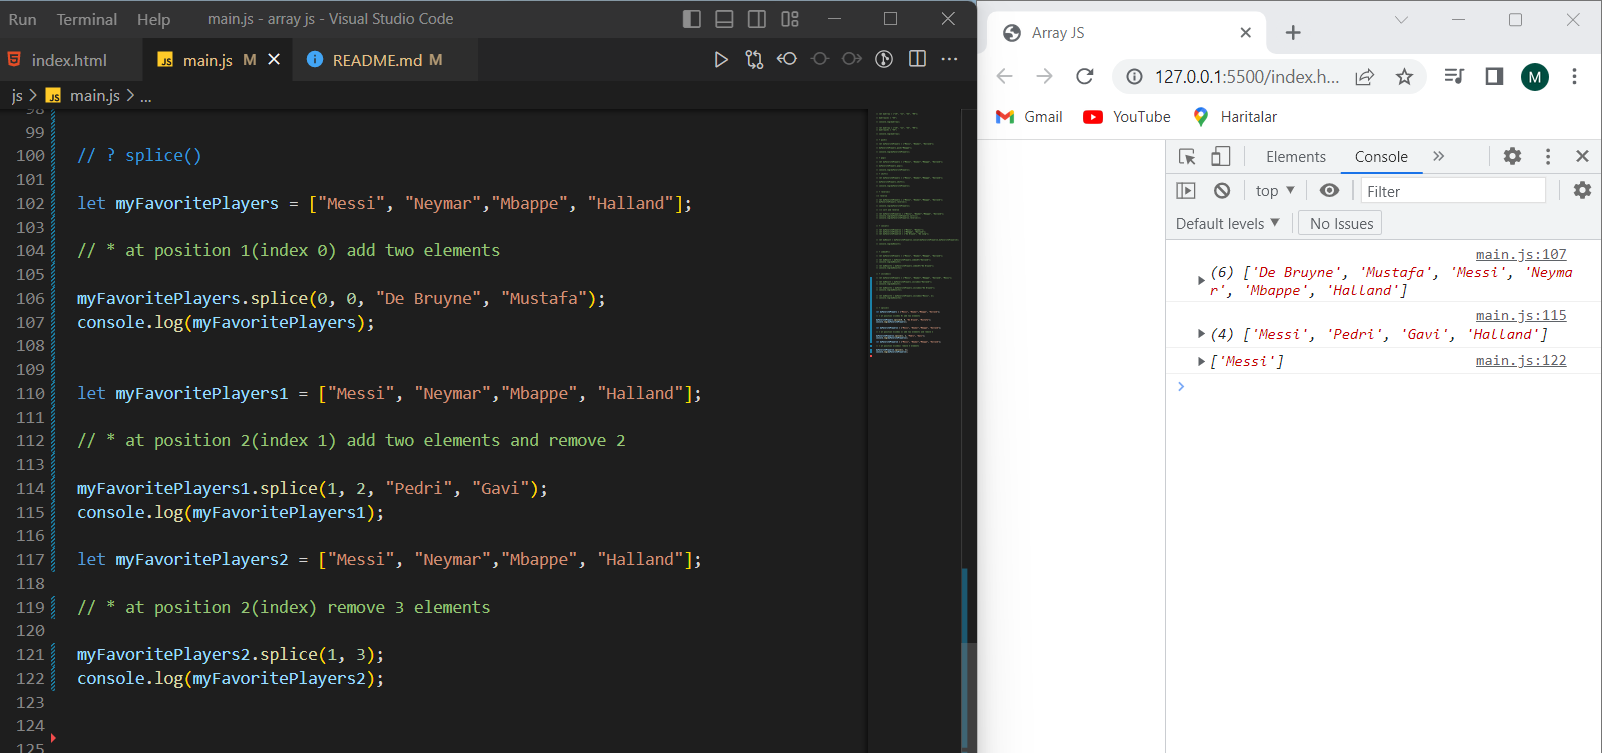 Run Terminal Help main.js - array js - Visual Studio Code
index.html JS main.js M README.md M
js > JS main.js > ...
98
99
100 // ? splice()
101
102 let myFavoritePlayers = ["Messi", "Neymar","Mbappe", "Halland"];
103
104 // * at position 1(index 0) add two elements
105
106 myFavoritePlayers.splice(0, 0, "De Bruyne", "Mustafa");
107 console.log(myFavoritePlayers);
108
109
110 let myFavoritePlayers1 = ["Messi", "Neymar","Mbappe", "Halland"];
111
112 // * at position 2(index 1) add two elements and remove 2
113
114 myFavoritePlayers1.splice(1, 2, "Pedri", "Gavi");
115 console.log(myFavoritePlayers1);
116
117 let myFavoritePlayers2 = ["Messi", "Neymar","Mbappe", "Halland"];
118
119 // * at position 2(index) remove 3 elements
120
121 myFavoritePlayers2.splice(1, 3);
122 console.log(myFavoritePlayers2);
123
124
125
Array JS
127.0.0.1:5500/index.h... M
Gmail YouTube Haritalar
Elements Console »
top ▼ Filter
Default levels ▼ No Issues
main.js:107
(6) ['De Bruyne', 'Mustafa', 'Messi', 'Neyma
r', 'Mbappe', 'Halland']
main.js:115
(4) ['Messi', 'Pedri', 'Gavi', 'Halland']
['Messi'] main.js:122